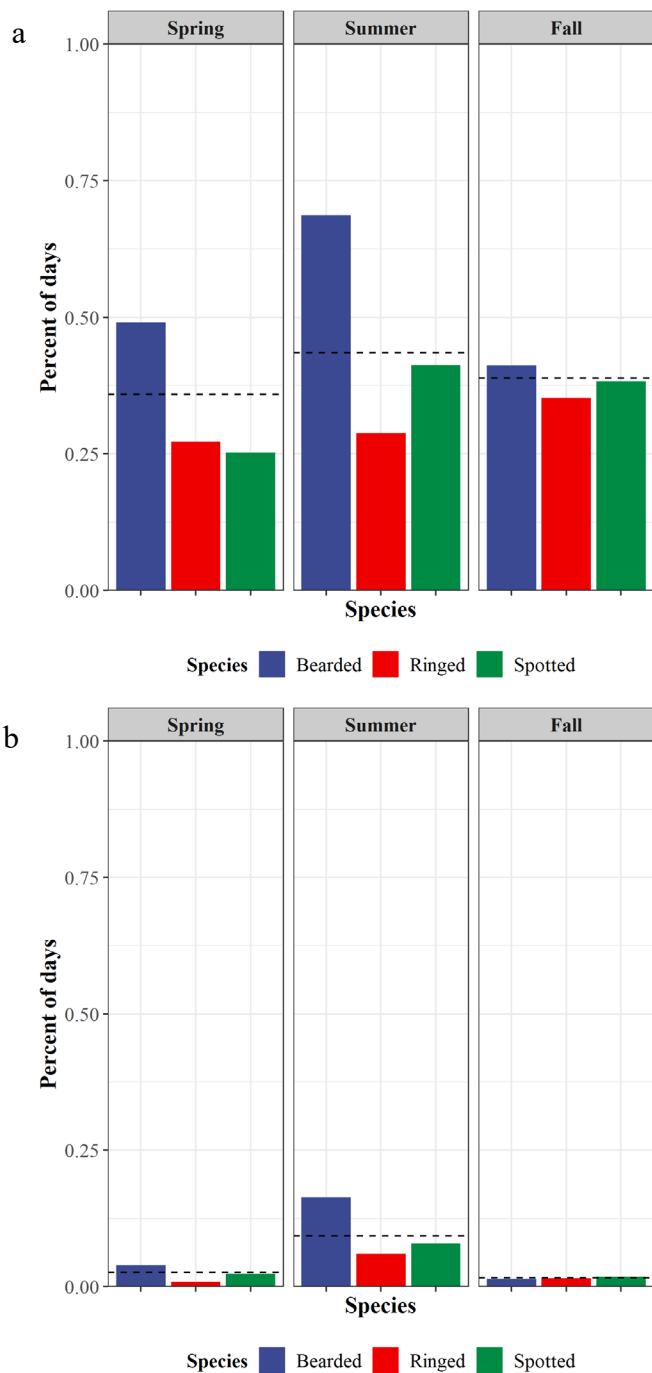 a
Spring Summer Fall
1.00
0.75
0.50
0.25
0.00
Percent of days
Species
Species Bearded Ringed Spotted
b
Spring Summer Fall
1.00
0.75
0.50
0.25
0.00
Percent of days
Species
Species Bearded Ringed Spotted